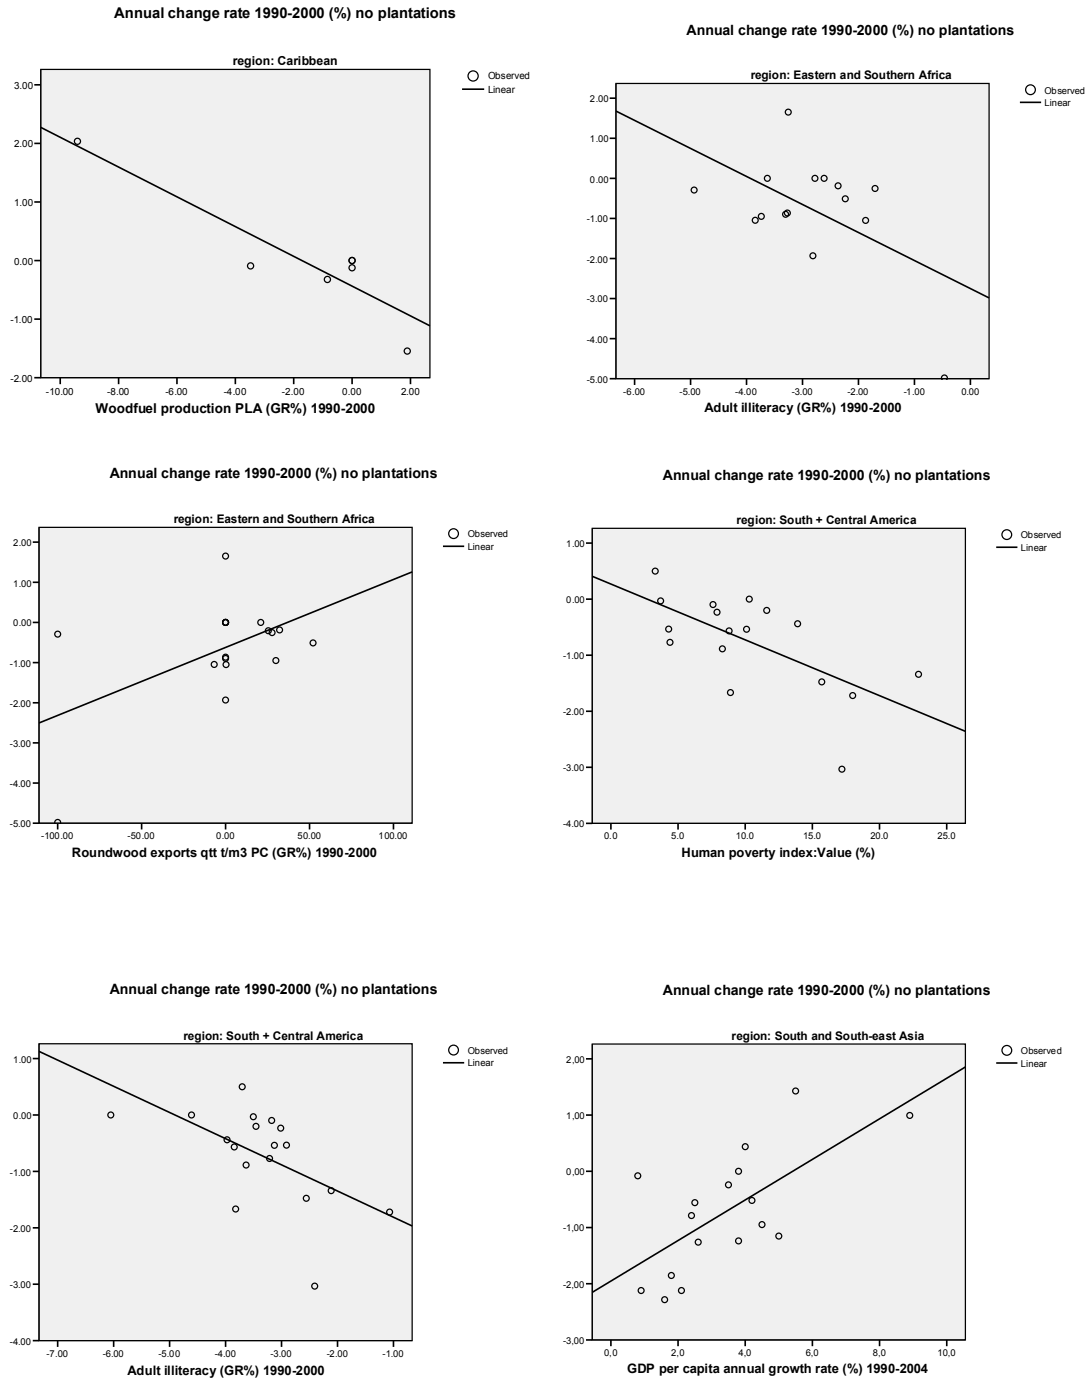 Annual change rate 1990-2000 (%) no plantations
region: Caribbean
Observed
Linear
3.00
2.00
1.00
0.00
-1.00
-2.00
-10.00 -8.00 -6.00 -4.00 -2.00 0.00 2.00
Woodfuel production PLA (GR%) 1990-2000
Annual change rate 1990-2000 (%) no plantations
region: Eastern and Southern Africa
Observed
Linear
2.00
1.00
0.00
-1.00
-2.00
-3.00
-4.00
-5.00
-6.00 -5.00 -4.00 -3.00 -2.00 -1.00 0.00
Adult illiteracy (GR%) 1990-2000
Annual change rate 1990-2000 (%) no plantations
region: Eastern and Southern Africa
Observed
Linear
2.00
1.00
0.00
-1.00
-2.00
-3.00
-4.00
-5.00
-100.00 -50.00 0.00 50.00 100.00
Roundwood exports qtt t/m3 PC (GR%) 1990-2000
Annual change rate 1990-2000 (%) no plantations
region: South + Central America
Observed
Linear
1.00
0.00
-1.00
-2.00
-3.00
-4.00
0.0 5.0 10.0 15.0 20.0 25.0
Human poverty index:Value (%)
Annual change rate 1990-2000 (%) no plantations
region: South + Central America
Observed
Linear
1.00
0.00
-1.00
-2.00
-3.00
-4.00
-7.00 -6.00 -5.00 -4.00 -3.00 -2.00 -1.00
Adult illiteracy (GR%) 1990-2000
Annual change rate 1990-2000 (%) no plantations
region: South and South-east Asia
Observed
Linear
2,00
1,00
0,00
-1,00
-2,00
-3,00
0,0 2,0 4,0 6,0 8,0 10,0
GDP per capita annual growth rate (%) 1990-2004